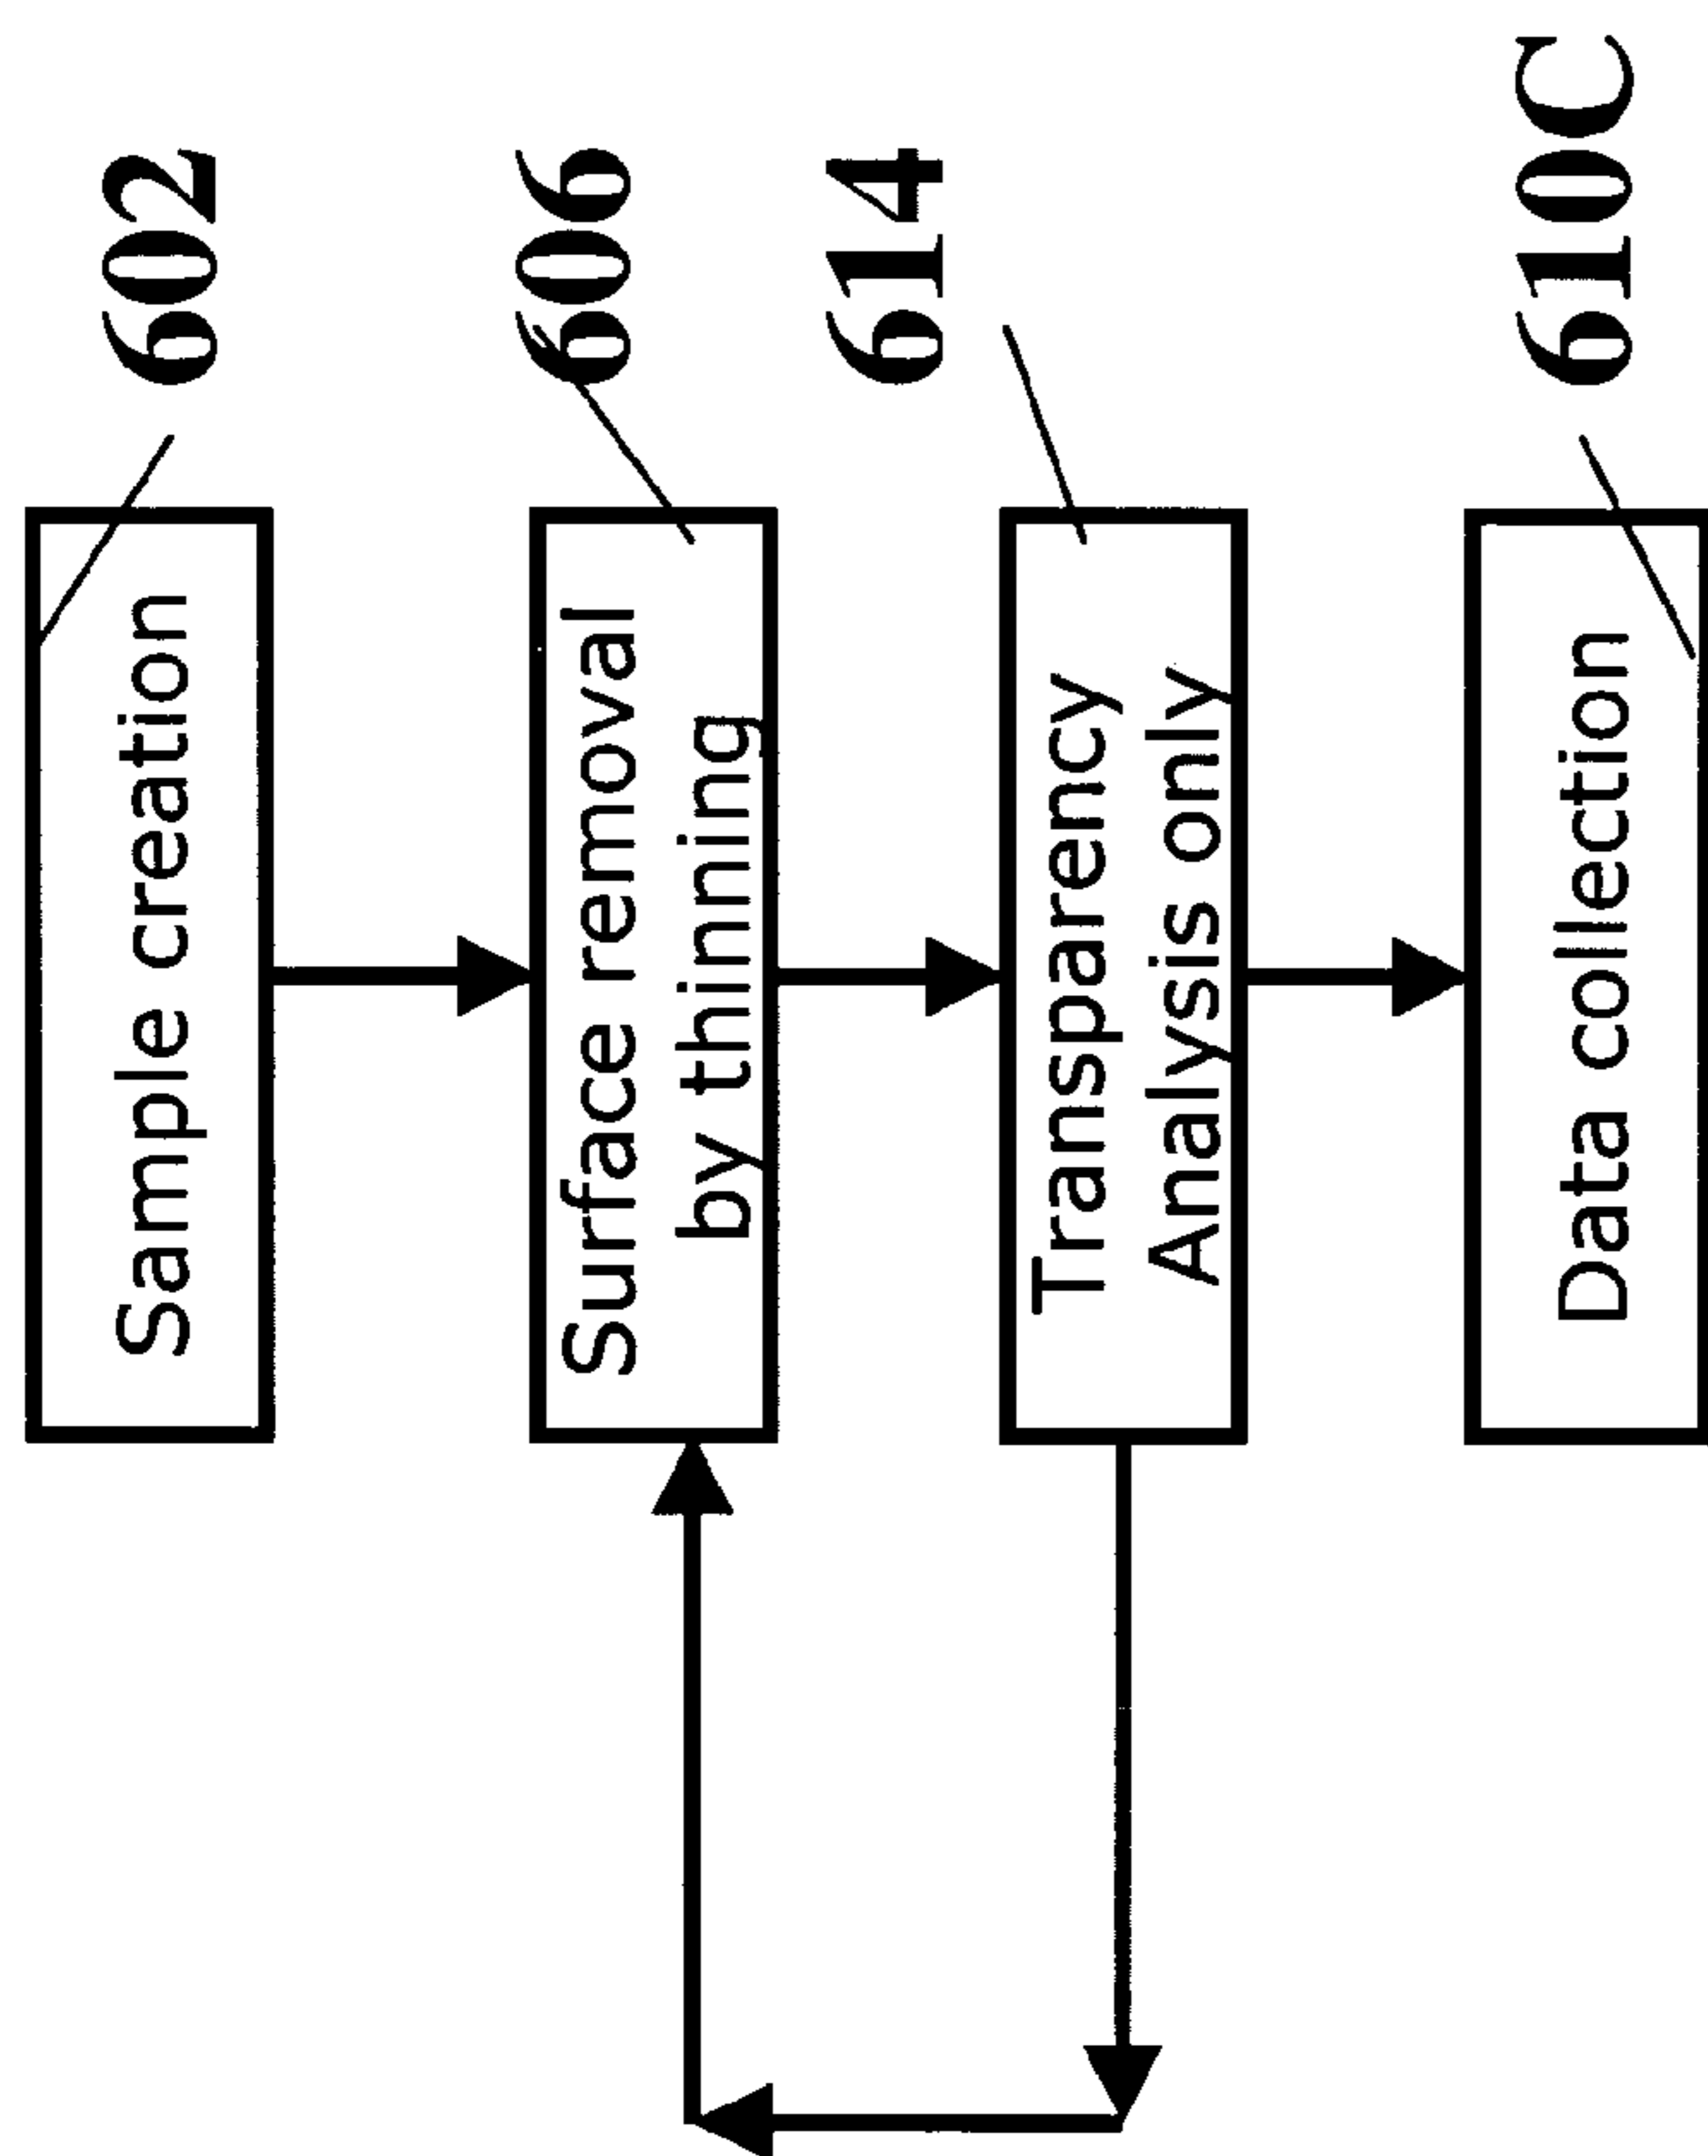 Sample creation
602
Surface removal
by thinning
606
Transparency
Analysis only
614
Data collection
610C